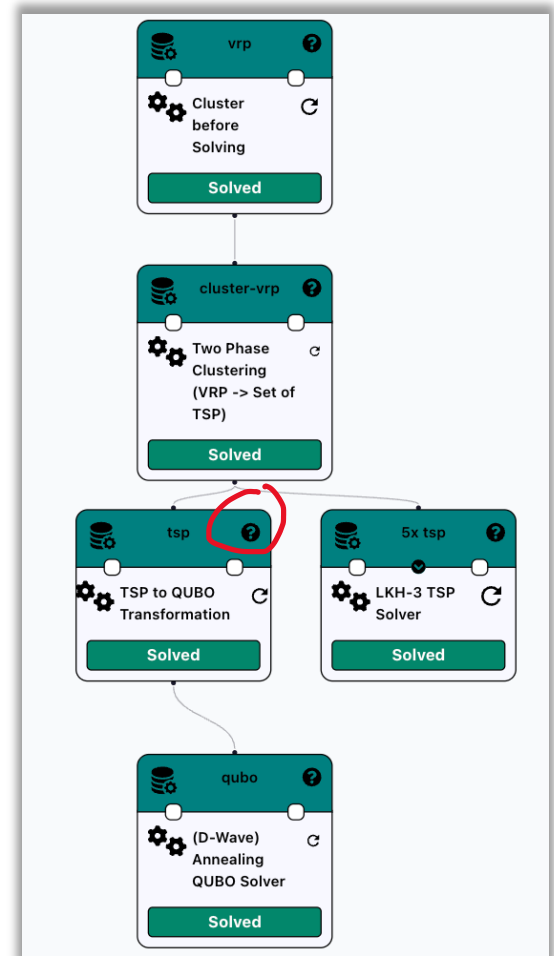 vrp
Cluster
before
Solving
Solved
cluster-vrp
Two Phase
Clustering
(VRP -> Set of
TSP)
Solved
tsp
TSP to QUBO
Transformation
Solved
5x tsp
LKH-3 TSP
Solver
Solved
qubo
(D-Wave)
Annealing
QUBO Solver
Solved